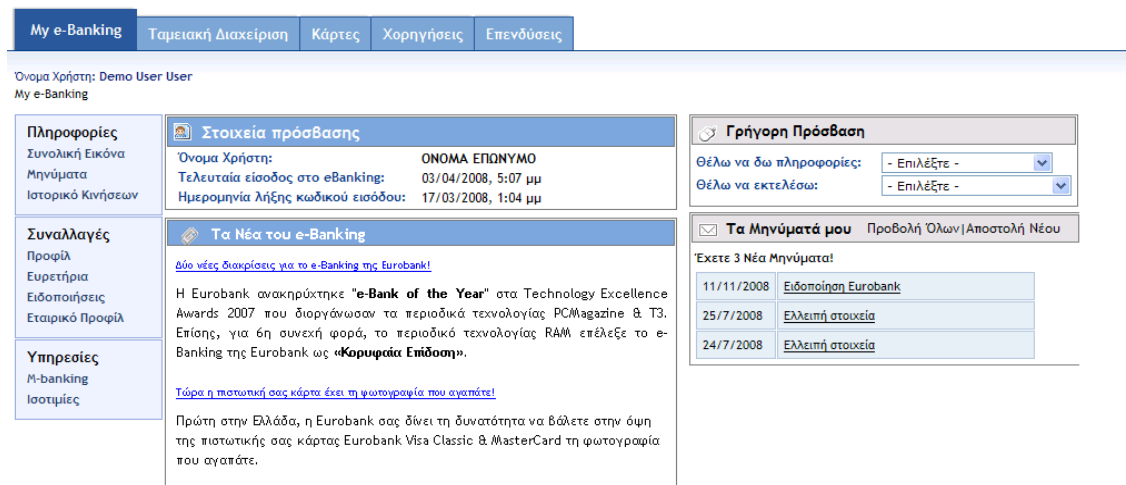 My e-Banking
Ταμειακή Διαχείριση
Κάρτες
Χορηγήσεις
Επενδύσεις
Όνομα Χρήστη: Demo User User
My e-Banking
Πληροφορίες
Συνολική Εικόνα
Μηνύματα
Ιστορικό Κινήσεων
Συναλλαγές
Προφίλ
Ευρετήρια
Ειδοποιήσεις
Εταιρικό Προφίλ
Υπηρεσίες
M-banking
Ισοτιμίες
Στοιχεία πρόσβασης
Όνομα Χρήστη: ΟΝΟΜΑ ΕΠΩΝΥΜΟ
Τελευταία είσοδος στο eBanking: 03/04/2008, 5:07 μμ
Ημερομηνία λήξης κωδικού εισόδου: 17/03/2008, 1:04 μμ
Τα Νέα του e-Banking
Δύο νέες διακρίσεις για το e-Banking της Eurobank!
Η Eurobank ανακηρύχτηκε "e-Bank of the Year" στα Technology Excellence
Awards 2007 που διοργάνωσαν τα περιοδικά PCMagazine & T3.
Επίσης, για 6η συνεχή φορά, το περιοδικό τεχνολογίας RAM επέλεξε το e-
Banking της Eurobank ως «Κορυφαία Επίδοση».
Τώρα η πιστωτική σας κάρτα έχει τη φωτογραφία που αγαπάτε!
Πρώτη στην Ελλάδα, η Eurobank σας δίνει τη δυνατότητα να βάλετε στην όψη
της πιστωτικής σας κάρτας Eurobank Visa Classic & MasterCard τη φωτογραφία
που αγαπάτε.
Γρήγορη Πρόσβαση
Θέλω να δω πληροφορίες: - Επιλέξτε -
Θέλω να εκτελέσω: - Επιλέξτε -
Τα Μηνύματά μου Προβολή Όλων|Αποστολή Νέου
Έχετε 3 Νέα Μηνύματα!
11/11/2008 Ειδοποίηση Eurobank
25/7/2008 Ελλειπή στοιχεία
24/7/2008 Ελλειπή στοιχεία